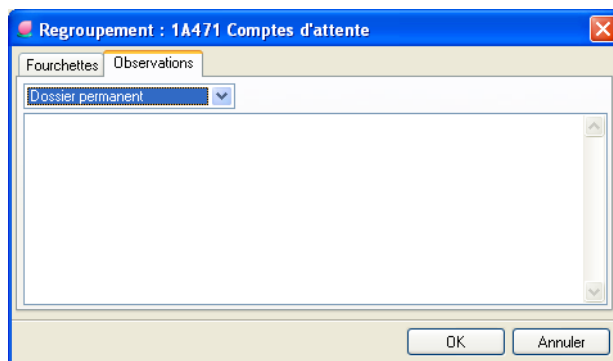 Regroupement : 1A471 Comptes d'attente
Fourchettes Observations
Dossier permanent
OK Annuler